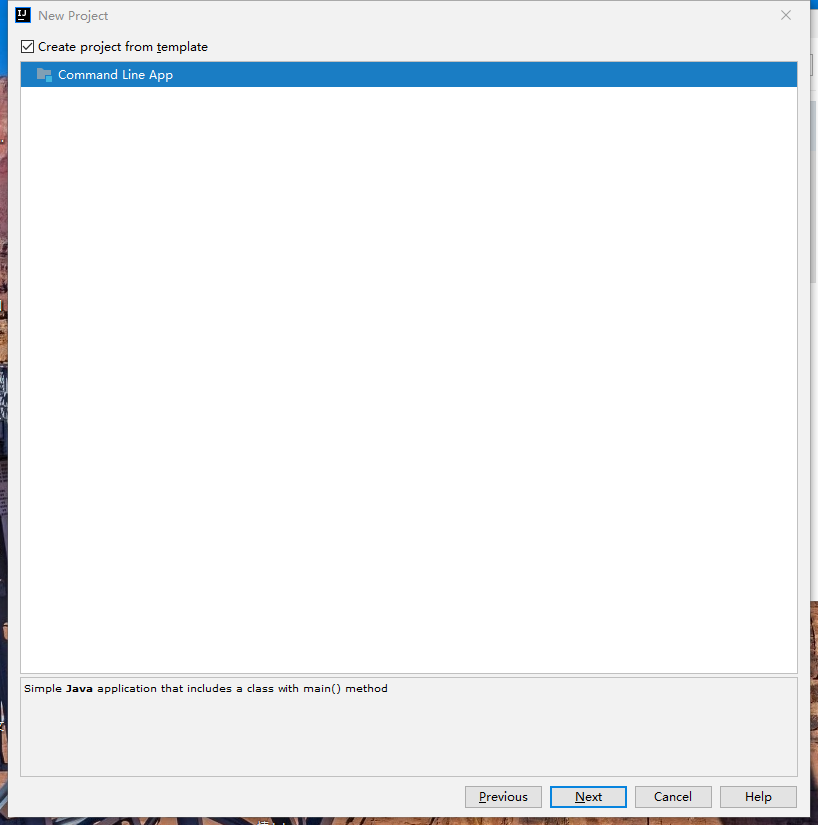 IJ
New Project
Create project from template
Command Line App
Simple Java application that includes a class with main() method
Previous
Next
Cancel
Help